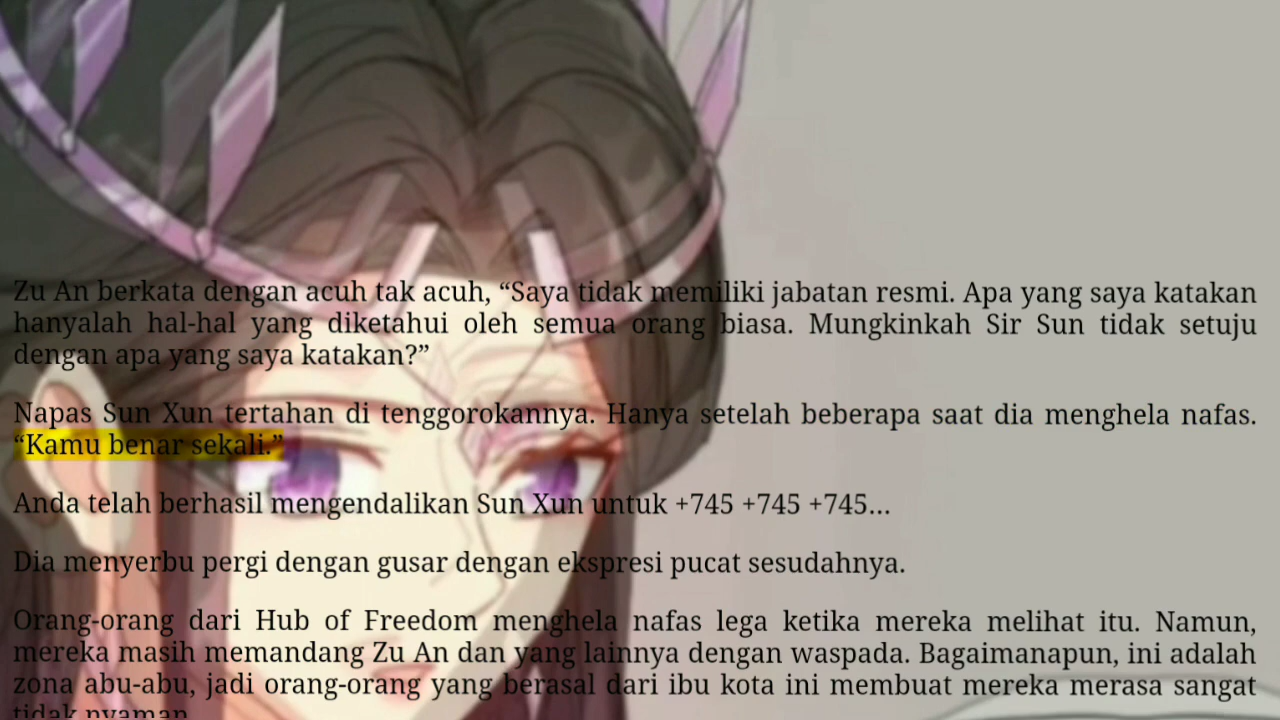 Zu An berkata dengan acuh tak acuh, “Saya tidak memiliki jabatan resmi. Apa yang saya katakan
hanyalah hal-hal yang diketahui oleh semua orang biasa. Mungkinkah Sir Sun tidak setuju
dengan apa yang saya katakan?”
Napas Sun Xun tertahan di tenggorokannya. Hanya setelah beberapa saat dia menghela nafas.
“Kamu benar sekali.”
Anda telah berhasil mengendalikan Sun Xun untuk +745 +745 +745...
Dia menyerbu pergi dengan gusar dengan ekspresi pucat sesudahnya.
Orang-orang dari Hub of Freedom menghela nafas lega ketika mereka melihat itu. Namun,
mereka masih memandang Zu An dan yang lainnya dengan waspada. Bagaimanapun, ini adalah
zona abu-abu, jadi orang-orang yang berasal dari ibu kota ini membuat mereka merasa sangat
tidak nyaman.